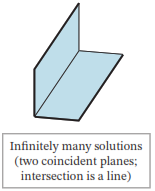 Infinitely many solutions
(two coincident planes;
intersection is a line)